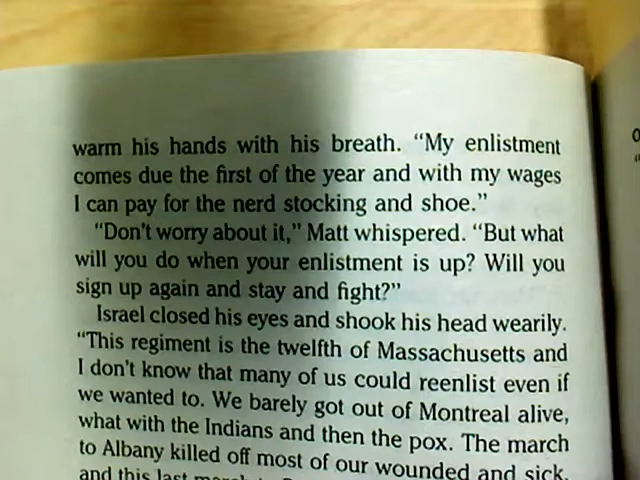 warm his hands with his breath. “My enlistment
comes due the first of the year and with my wages
I can pay for the nerd stocking and shoe.”
“Don't worry about it,” Matt whispered. “But what
will you do when your enlistment is up? Will you
sign up again and stay and fight?”
Israel closed his eyes and shook his head wearily.
“This regiment is the twelfth of Massachusetts and
I don't know that many of us could reenlist even if
we wanted to. We barely got out of Montreal alive,
what with the Indians and then the pox. The march
to Albany killed off most of our wounded and sick,
and this last march